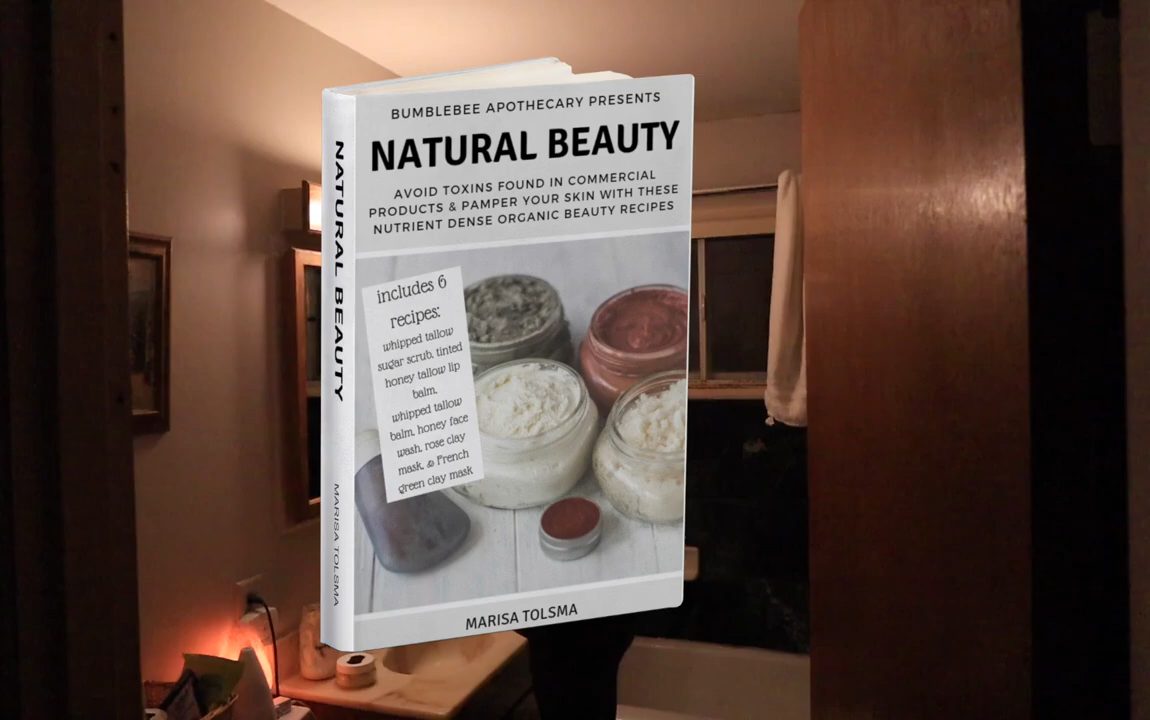 BUMBLEBEE APOTHECARY PRESENTS
NATURAL BEAUTY
AVOID TOXINS FOUND IN COMMERCIAL
PRODUCTS & PAMPER YOUR SKIN WITH THESE
NUTRIENT DENSE ORGANIC BEAUTY RECIPES
includes 6
recipes:
whipped tallow
sugar scrub, tinted
honey tallow lip
balm,
whipped tallow
balm, honey face
wash, rose clay
mask, & French
green clay mask
MARISA TOLSMA
NATURAL BEAUTY
MARISA TOLSMA